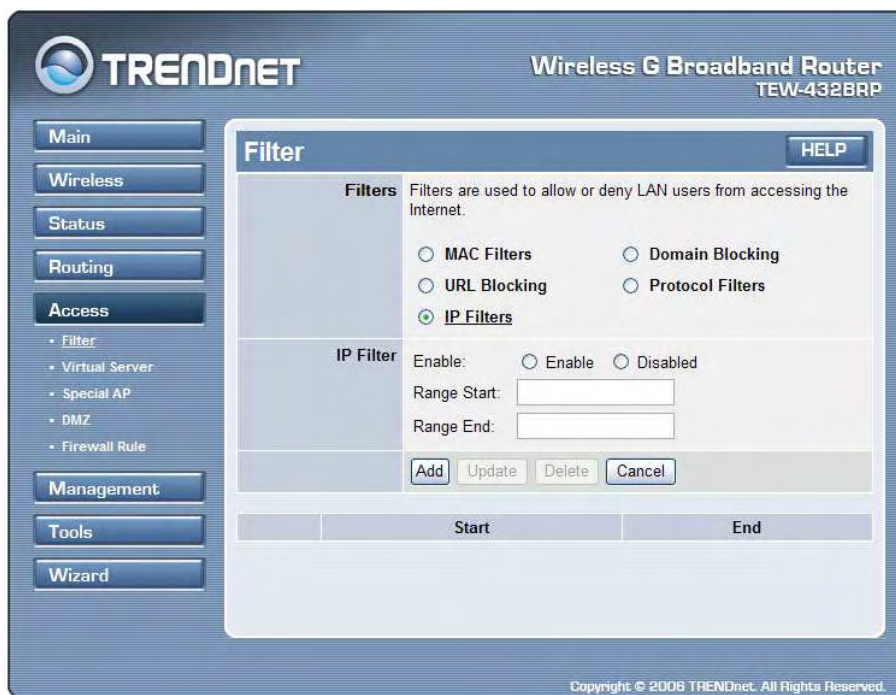 TRENDNET
Wireless G Broadband Router
TEW-432BRP
Main
Wireless
Status
Routing
Access
Filter
Virtual Server
Special AP
DMZ
Firewall Rule
Management
Tools
Wizard
Filter
HELP
Filters
Filters are used to allow or deny LAN users from accessing the
Internet.
MAC Filters
Domain Blocking
URL Blocking
Protocol Filters
IP Filters
IP Filter
Enable:
Enable
Disabled
Range Start:
Range End:
Add
Update
Delete
Cancel
Start
End
Copyright © 2006 TRENDnet. All Rights Reserved.